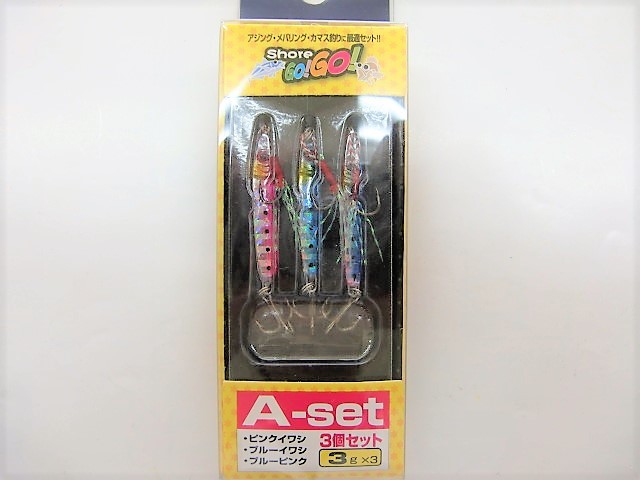 アジング・メバリング・カマス釣りに最適セット!!
Shore
GO!GO!
A-set
・ピンクイワシ
・ブルーイワシ
・ブルーピンク
3個セット
3g×3